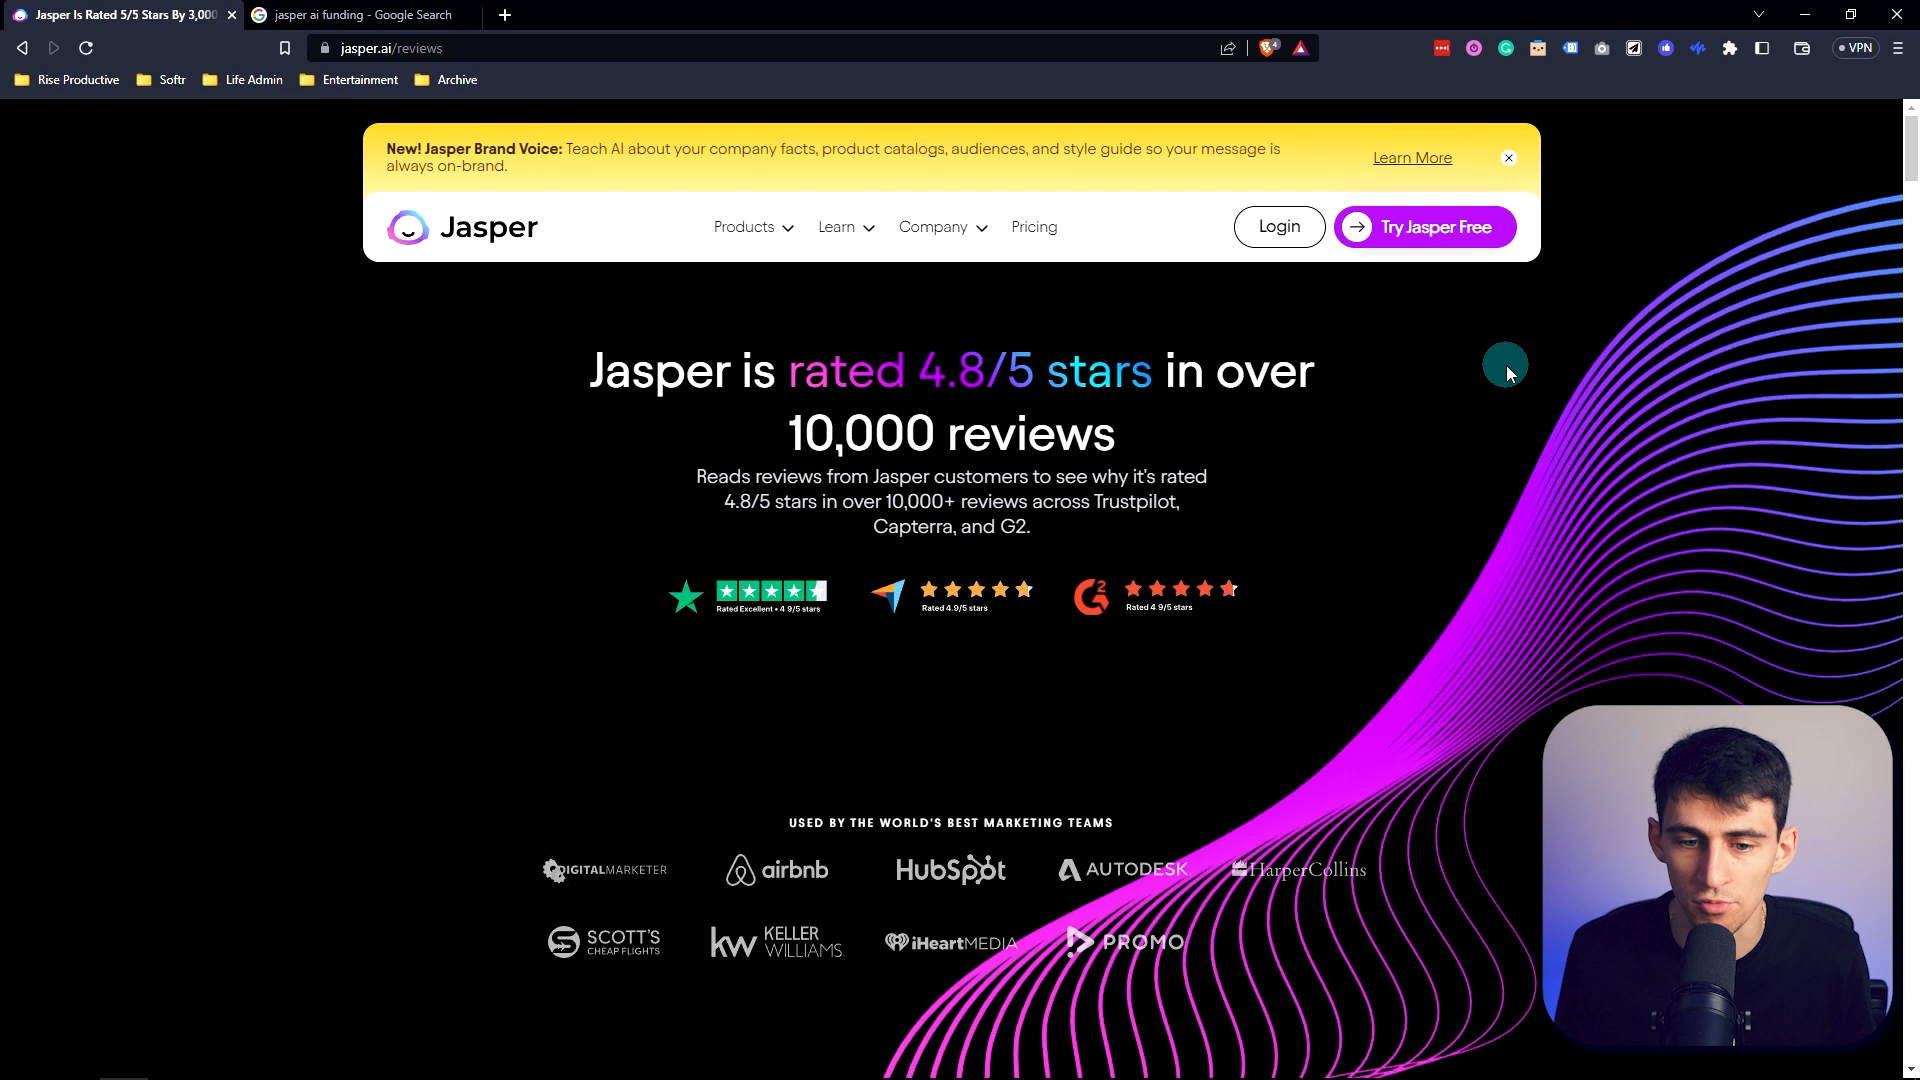 Jasper Is Rated 5/5 Stars By 3,000
jasper ai funding - Google Search
jasper.ai/reviews
VPN
Rise Productive
Softr
Life Admin
Entertainment
Archive
New! Jasper Brand Voice: Teach AI about your company facts, product catalogs, audiences, and style guide so your message is
always on-brand.
Learn More
Jasper
Products
Learn
Company
Pricing
Login
Try Jasper Free
Jasper is rated 4.8/5 stars in over
10,000 reviews
Reads reviews from Jasper customers to see why it's rated
4.8/5 stars in over 10,000+ reviews across Trustpilot,
Capterra, and G2.
Rated Excellent • 4.9/5 stars
Rated 4.9/5 stars
G2
Rated 4.9/5 stars
USED BY THE WORLD'S BEST MARKETING TEAMS
DIGITALMARKETER
airbnb
HubSpot
AUTODESK.
HarperCollins
SCOTT'S
CHEAP FLIGHTS
kw KELLER
WILLIAMS.
iHeartMEDIA
PROMO